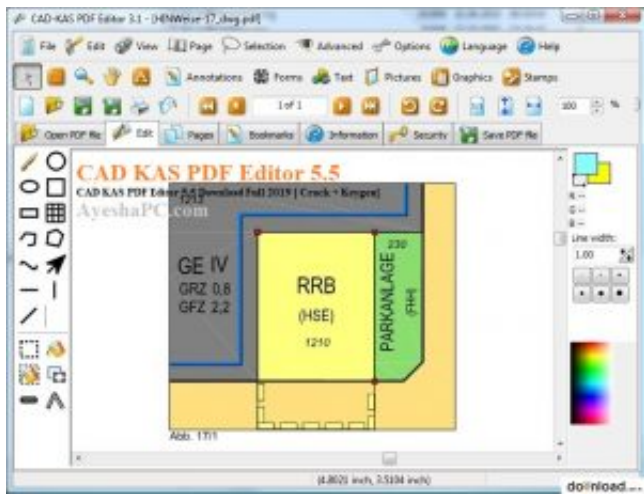 CAD-KAS PDF Editor 3.1 - [HINWeise-17_dwg.pdf]
File Edit View Page Selection Advanced Options Language Help
Annotations Forms Text Pictures Graphics Stamps
1 of 1 100 %
Open PDF file Edit Pages Bookmarks Information Security Save PDF file
CAD KAS PDF Editor 5.5
CAD KAS PDF Editor 5.5 Download Full 2019 [ Crack + Keygen]
AyeshaPC.com
1213
R --
G --
B --
Line width:
1.00
GE IV
GRZ 0,8
GFZ 2,2
RRB
(HSE)
1210
230
PARKANLAGE
(FHH)
Abb. 17/1
(4.8021 inch, 3.5104 inch)